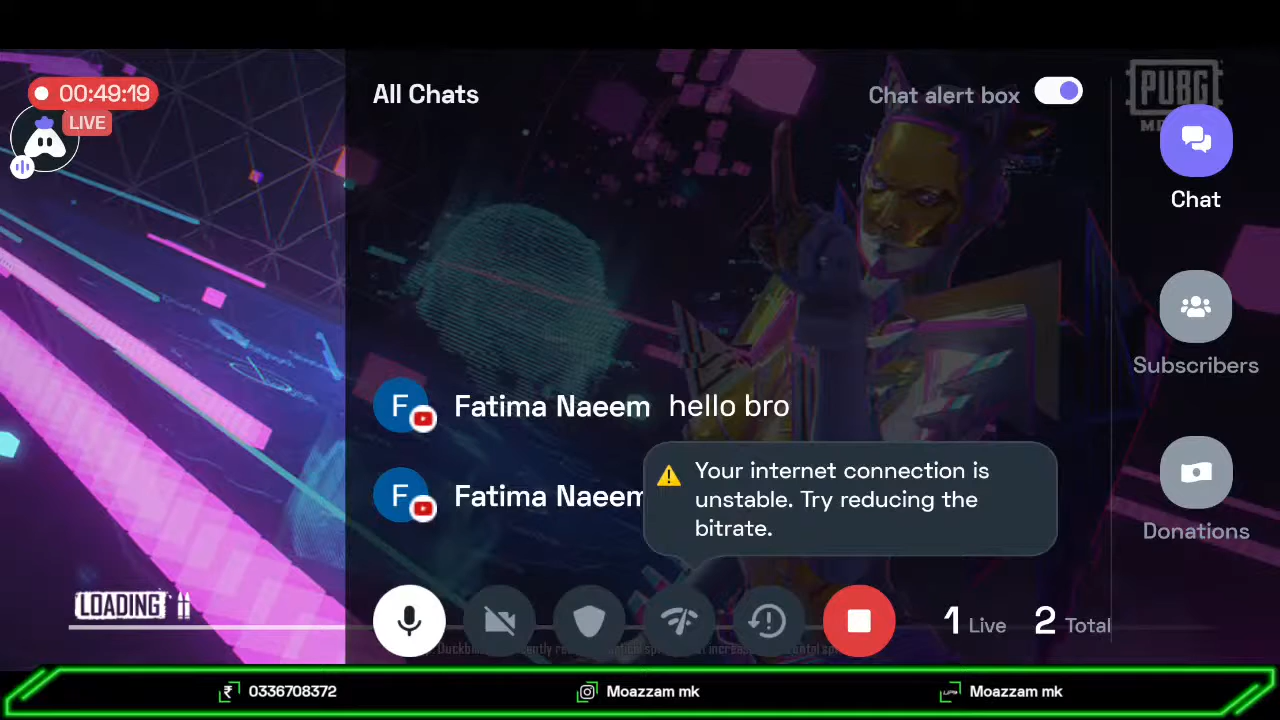 00:49:19
LIVE
All Chats
Chat alert box
PUBG
Chat
Subscribers
Donations
Fatima Naeem hello bro
Fatima Naeem
Your internet connection is
unstable. Try reducing the
bitrate.
LOADING
1 Live 2 Total
0336708372
Moazzam mk
Moazzam mk